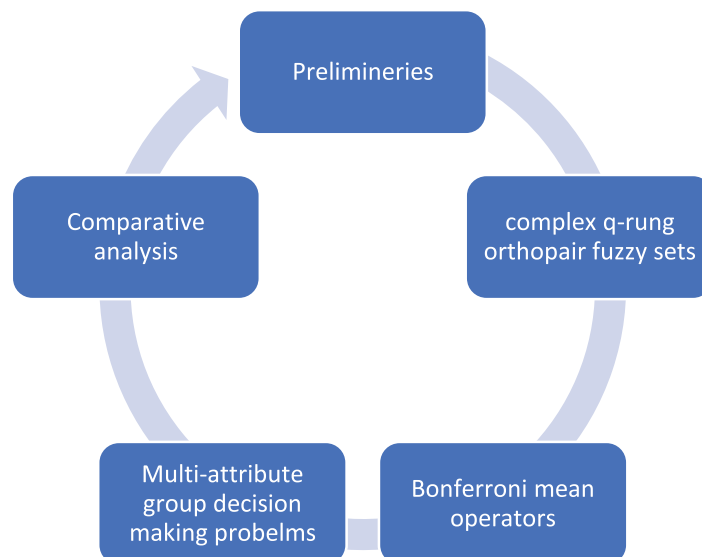 Prelimineries
complex q-rung
orthopair fuzzy sets
Bonferroni mean
operators
Multi-attribute
group decision
making probelms
Comparative
analysis